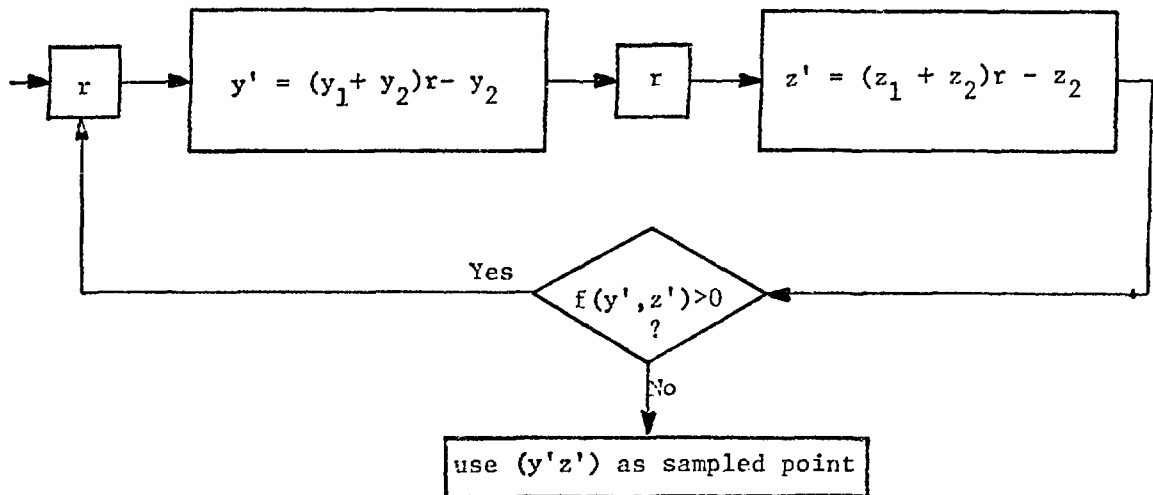 r
y' = (y₁+ y₂)r- y₂
r
z' = (z₁ + z₂)r - z₂
Yes
f(y',z')>0
?
No
use (y'z') as sampled point